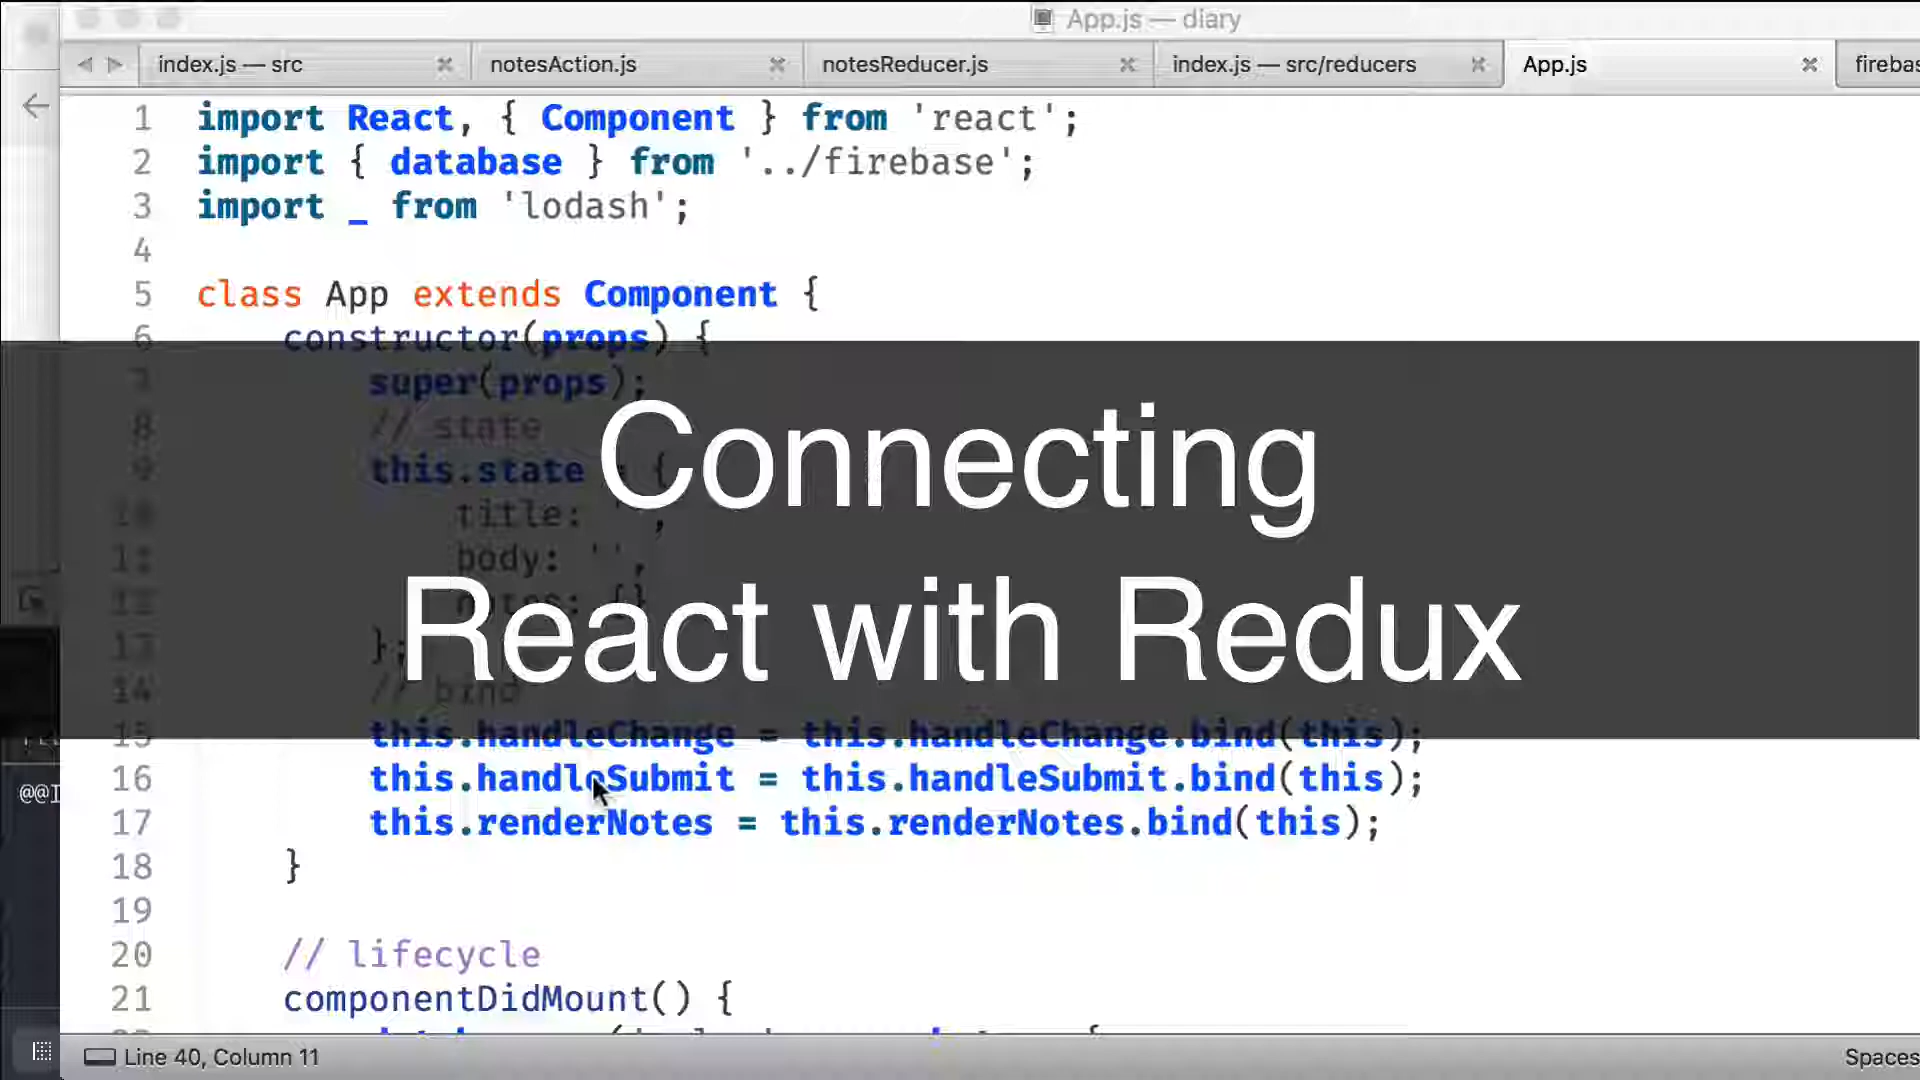 App.js — diary
index.js — src
notesAction.js
notesReducer.js
index.js — src/reducers
App.js
1 import React, { Component } from 'react';
2 import { database } from '../firebase';
3 import _ from 'lodash';
4
5 class App extends Component {
6 constructor(props) {
7 super(props);
8 // state
9 this.state = {
10 title: '',
11 body: '',
12 notes: {}
13 };
14 // bind
15 this.handleChange = this.handleChange.bind(this);
16 this.handleSubmit = this.handleSubmit.bind(this);
17 this.renderNotes = this.renderNotes.bind(this);
18 }
19
20 // lifecycle
21 componentDidMount() {
Connecting
React with Redux
@@I
Line 40, Column 11
Spaces